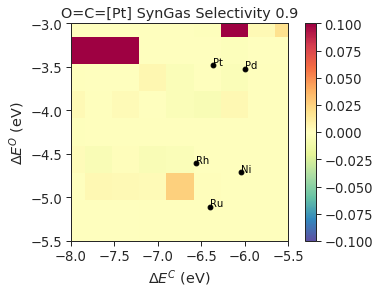 O=C=[Pt] SynGas Selectivity 0.9
−3.0
−3.5
−4.0
−4.5
−5.0
−5.5
ΔE^O (eV)
Pt
Pd
Rh
Ni
Ru
−8.0 −7.5 −7.0 −6.5 −6.0 −5.5
ΔE^C (eV)
0.100
0.075
0.050
0.025
0.000
−0.025
−0.050
−0.075
−0.100